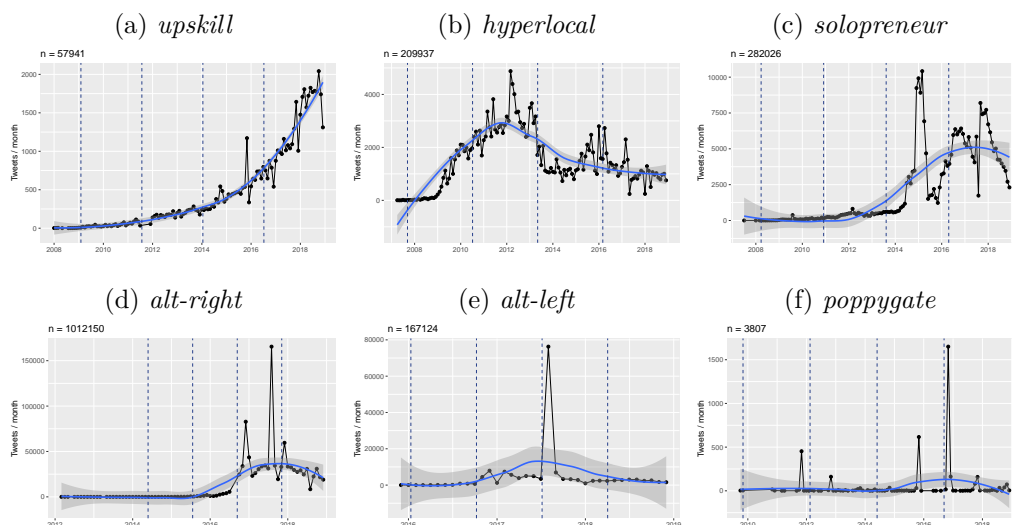 (a) upskill
(b) hyperlocal
(c) solopreneur
n = 57941
n = 209937
n = 282026
Tweets / month
2000
1500
1000
500
0
2008 2010 2012 2014 2016 2018
Tweets / month
4000
2000
0
2008 2010 2012 2014 2016 2018
Tweets / month
10000
7500
5000
2500
0
2008 2010 2012 2014 2016 2018
(d) alt-right
(e) alt-left
(f) poppygate
n = 1012150
n = 167124
n = 3807
Tweets / month
150000
100000
50000
0
2012 2014 2016 2018
Tweets / month
80000
60000
40000
20000
0
2016 2017 2018 2019
Tweets / month
1500
1000
500
0
2010 2012 2014 2016 2018